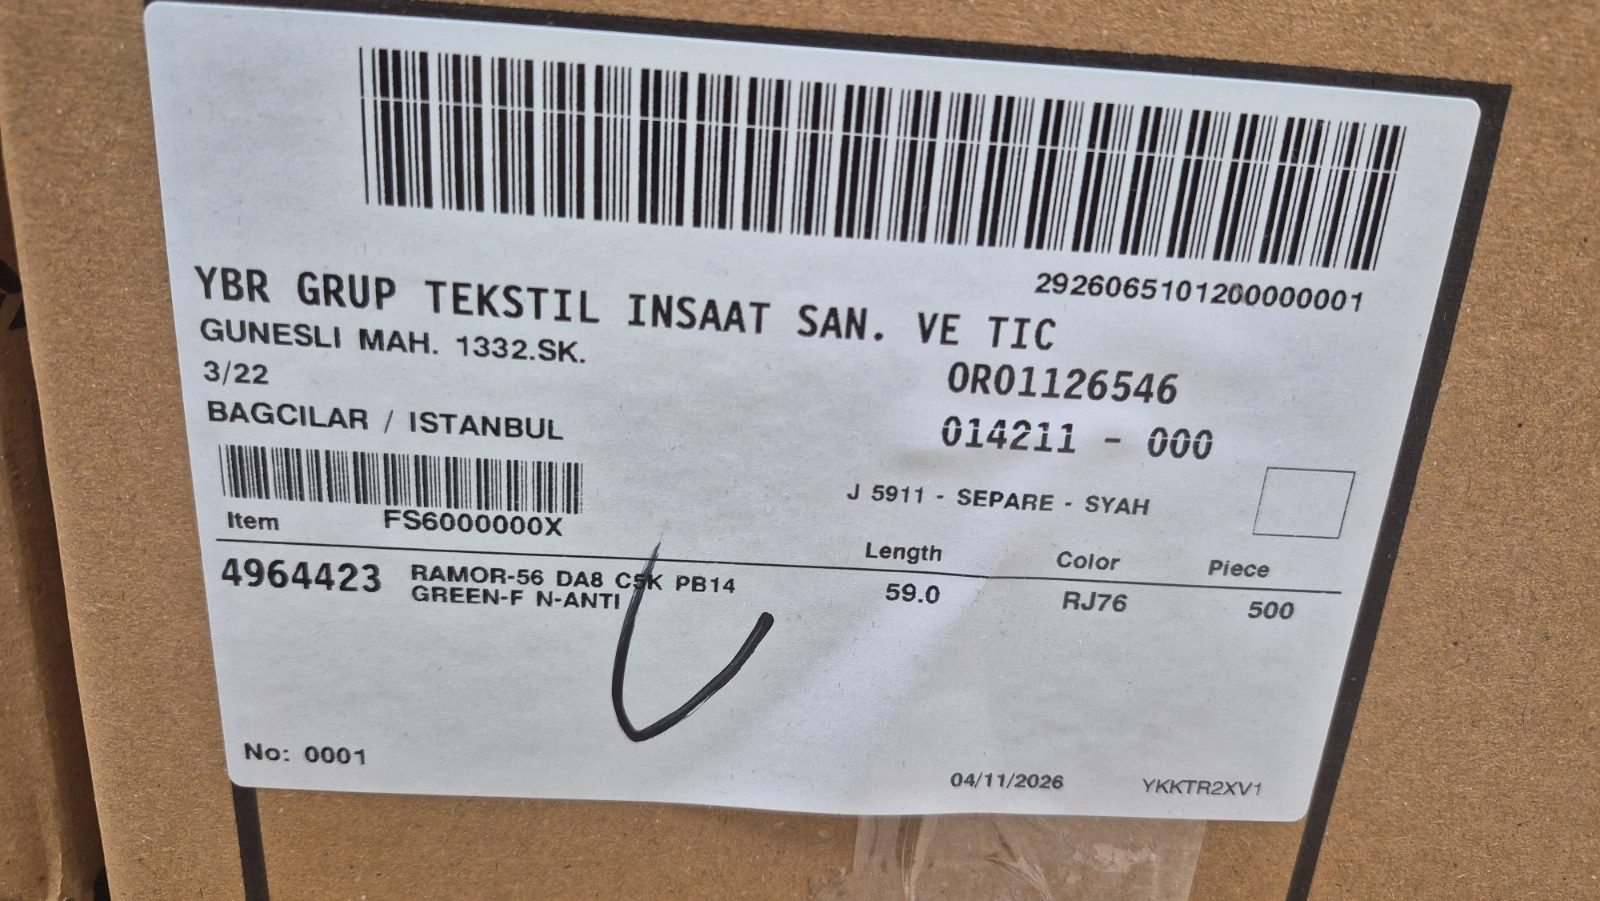 2926065101200000001
YBR GRUP TEKSTIL INSAAT SAN. VE TIC
GUNESLI MAH. 1332.SK.
3/22
BAGCILAR / ISTANBUL
OR01126546
014211 - 000
J 5911 - SEPARE - SYAH
FS6000000X
Item Length Color Piece
4964423 RAMOR-56 DA8 C5K PB14 59.0 RJ76 500
GREEN-F N-ANTI
No: 0001
04/11/2026 YKKTR2XV1